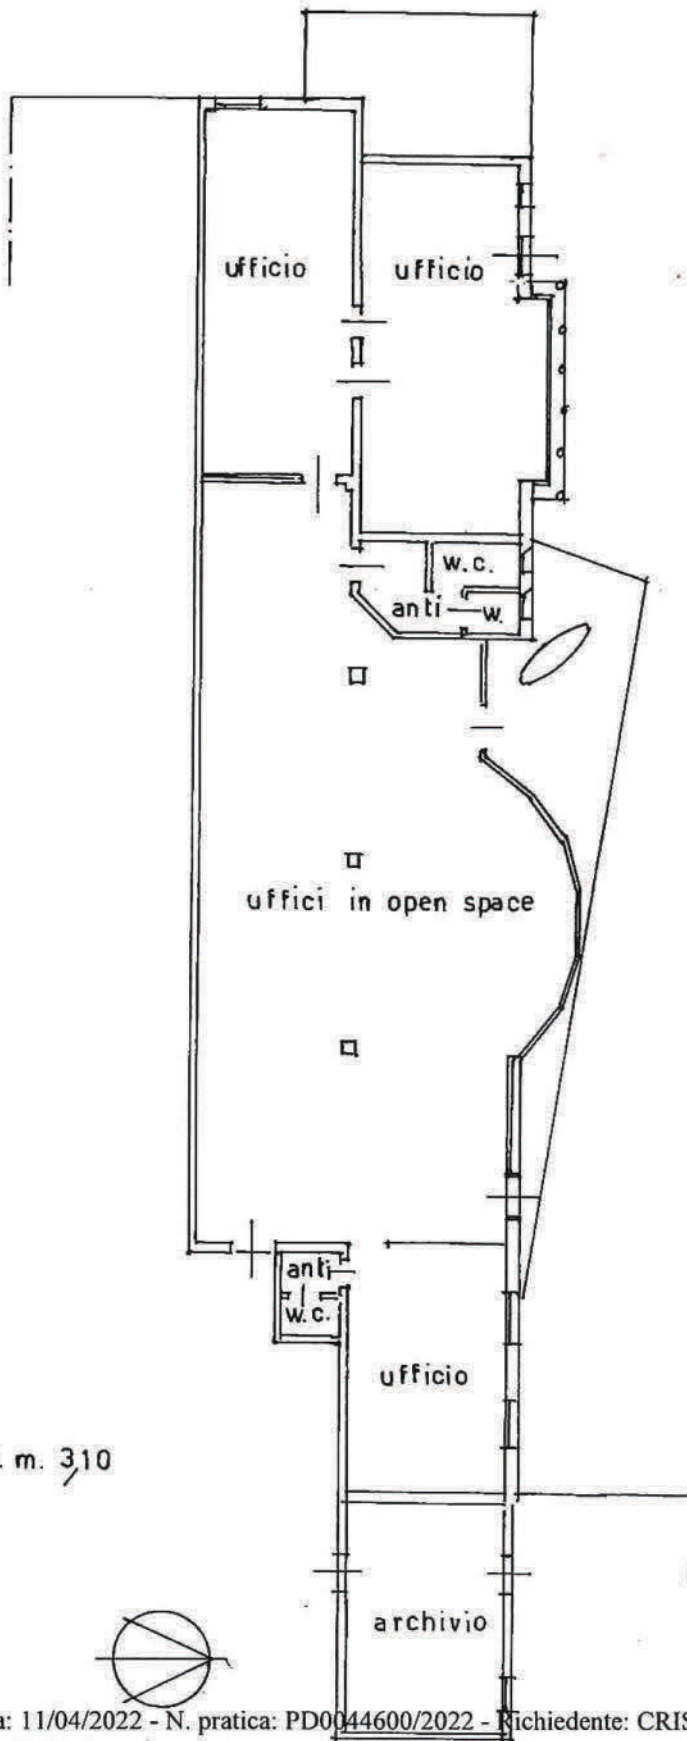 ufficio
ufficio
w.c.
anti w.
uffici in open space
anti
w.c.
ufficio
m. 3,10
archivio
a: 11/04/2022 - N. pratica: PD0044600/2022 - Richiedente: CRIS